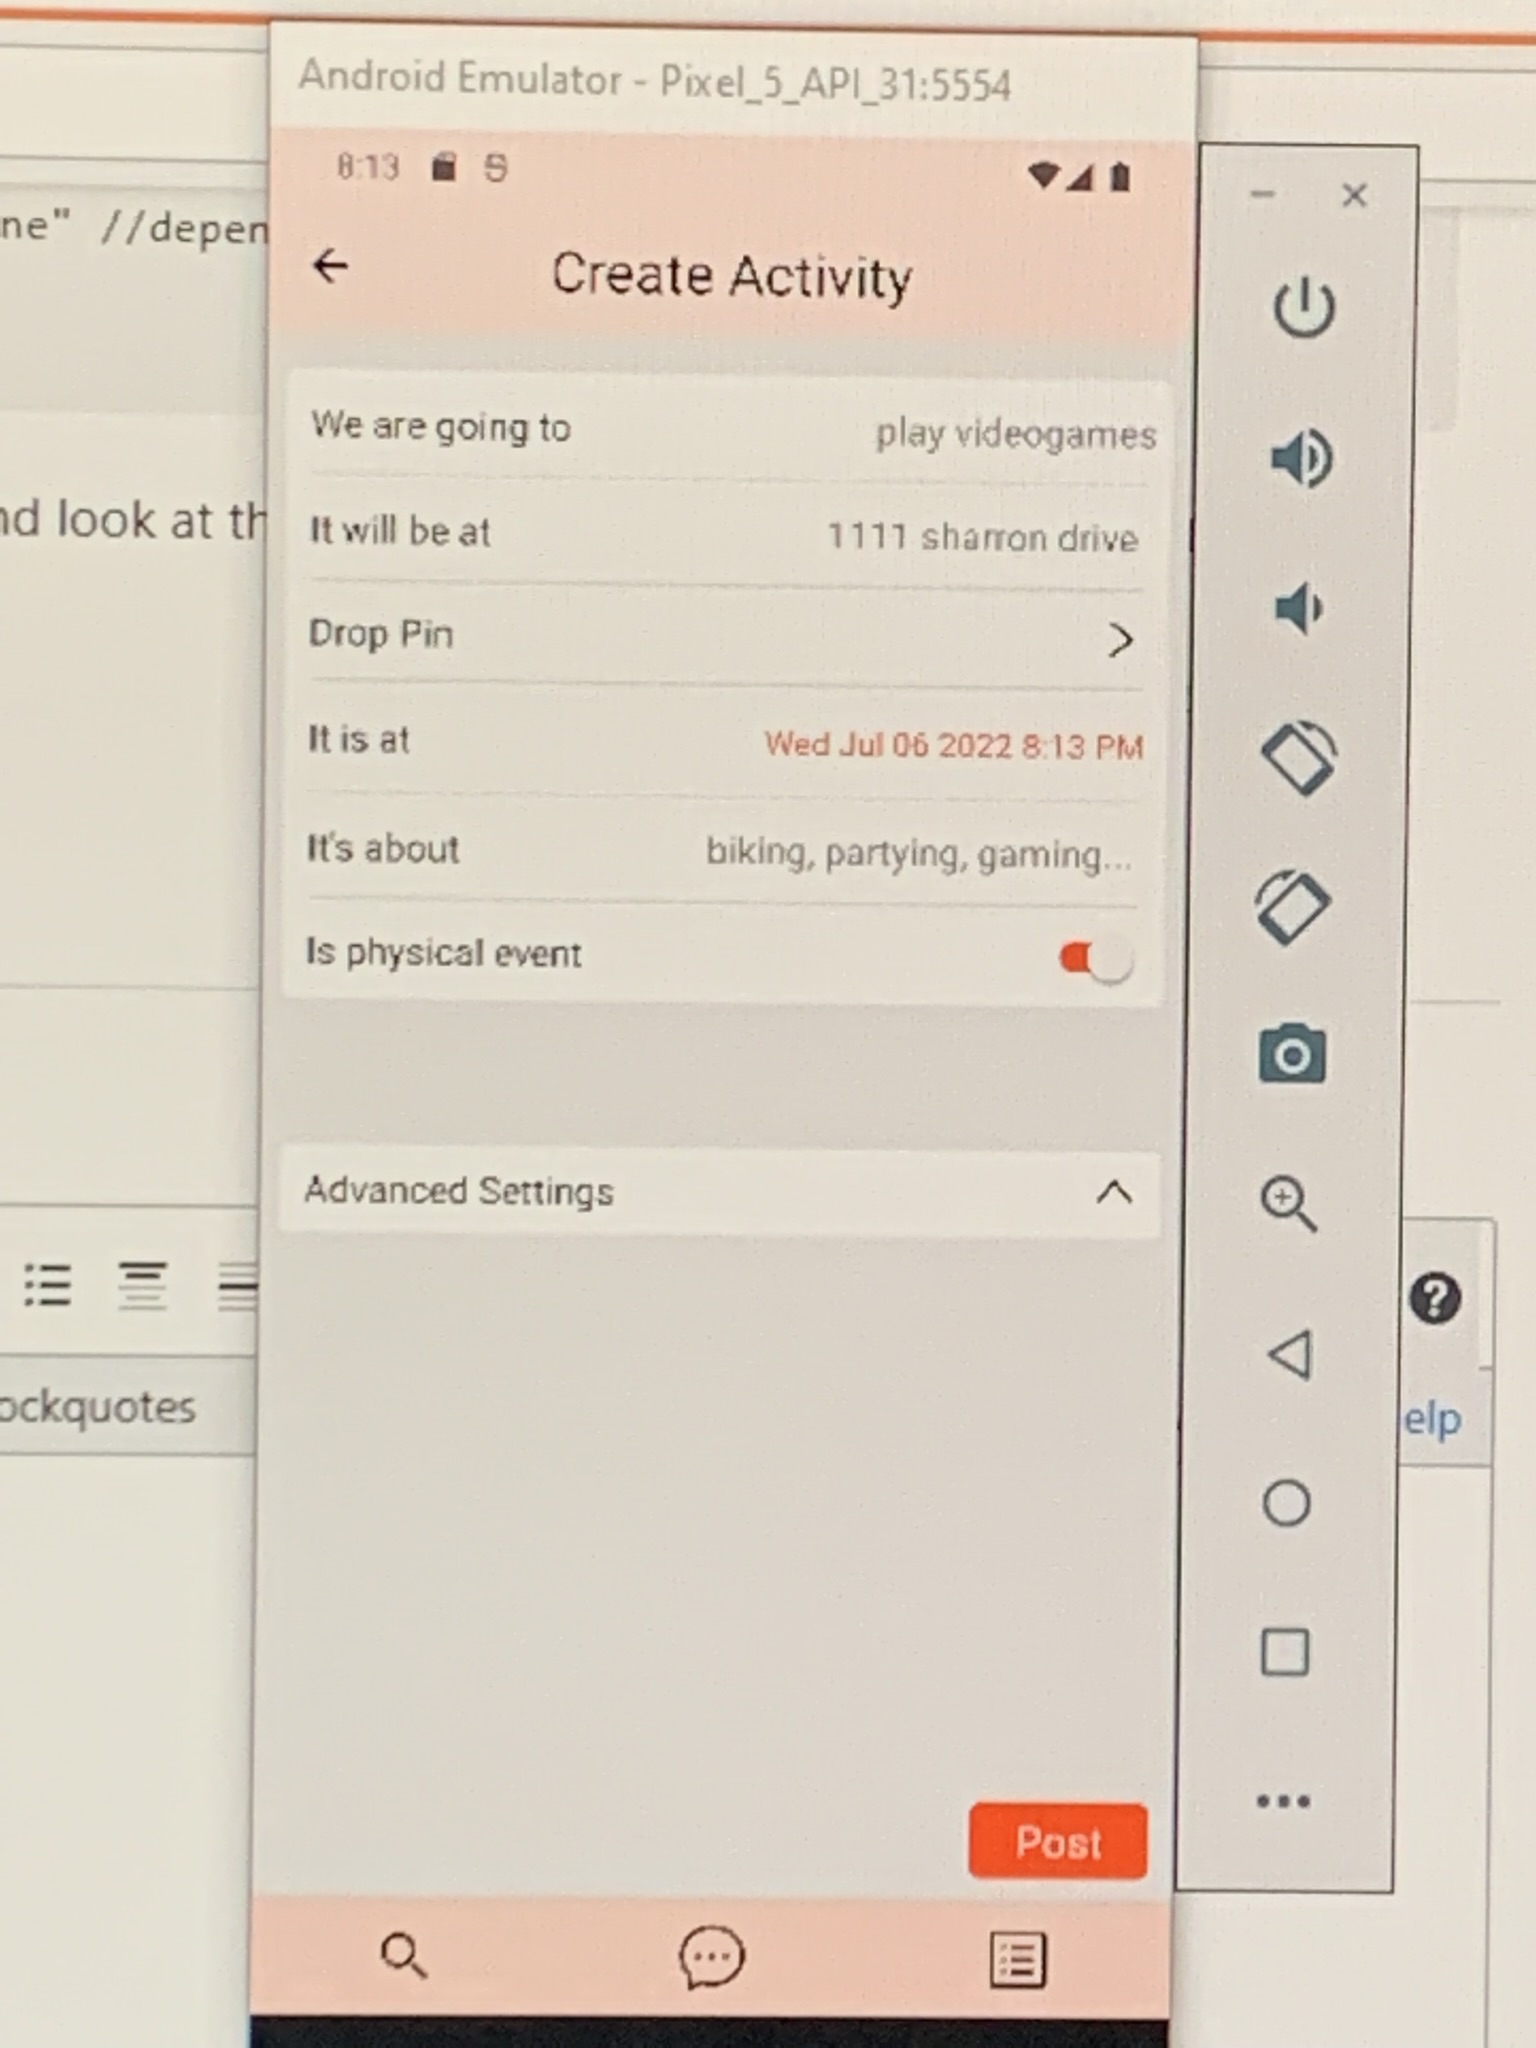 Android Emulator - Pixel_5_API_31:5554
8:13
ne" //depen
Create Activity
We are going to play videogames
nd look at th
It will be at 1111 sharron drive
Drop Pin
It is at Wed Jul 06 2022 8:13 PM
It's about biking, partying, gaming...
Is physical event
Advanced Settings
ockquotes
elp
Post